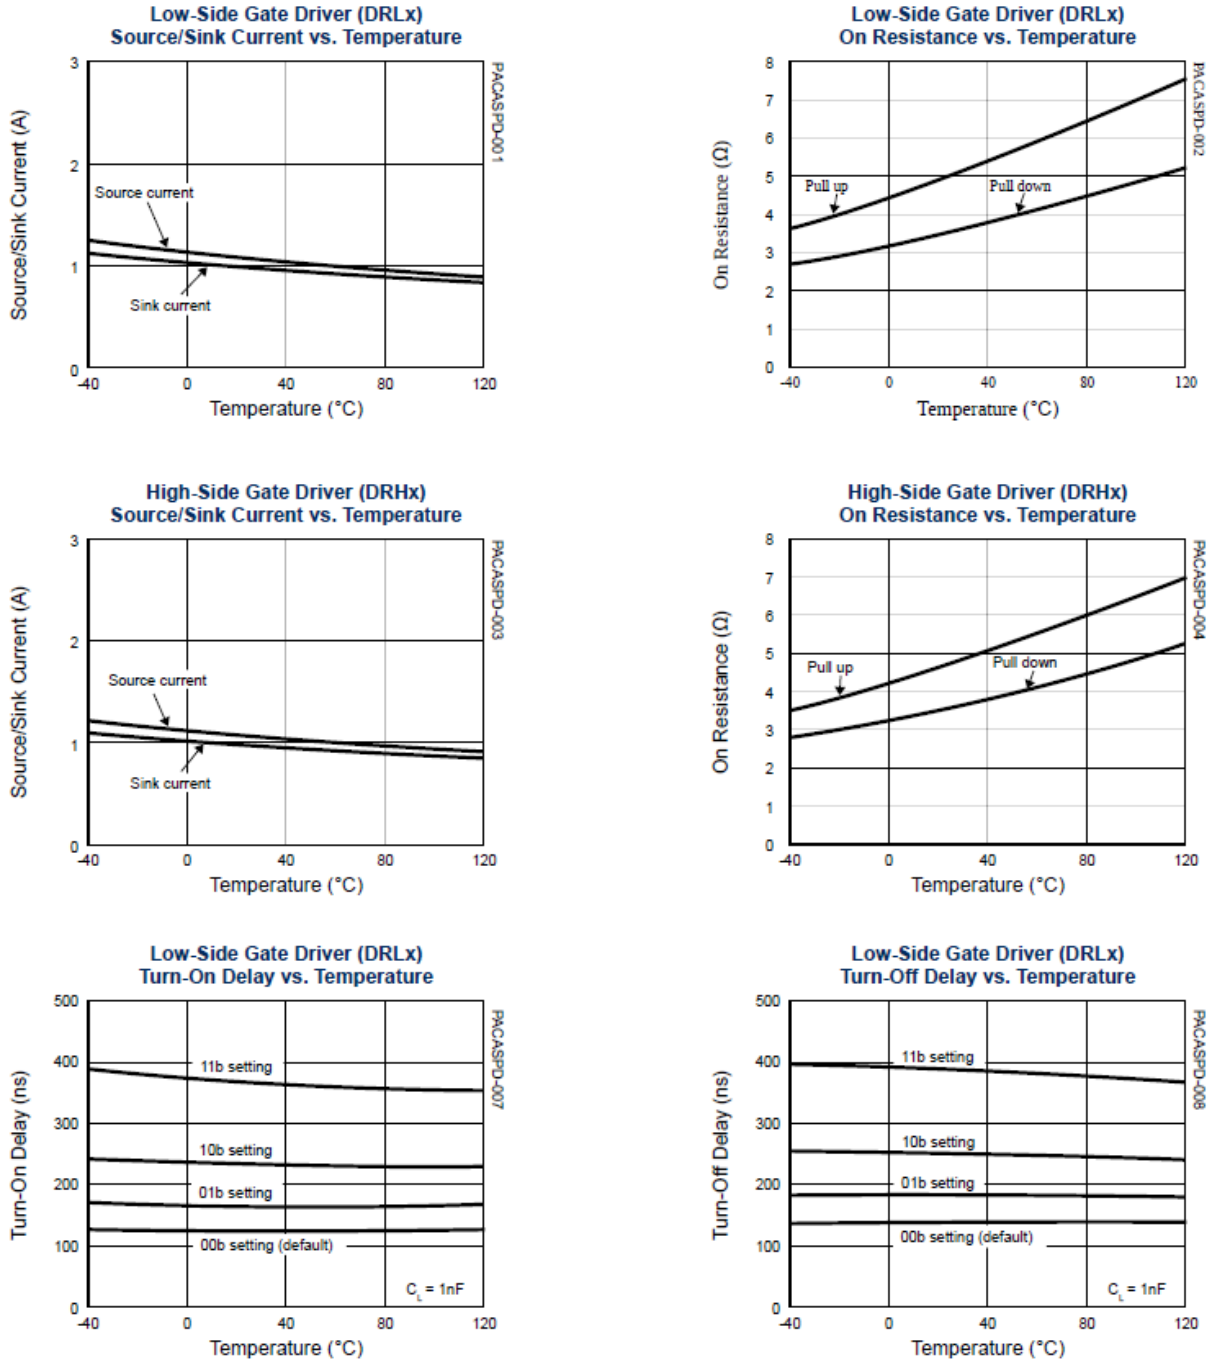 Low-Side Gate Driver (DRLx)
Source/Sink Current vs. Temperature
3
2
1
0
-40
0
40
80
120
Source/Sink Current (A)
Temperature (°C)
Source current
Sink current
PACASPD-001
Low-Side Gate Driver (DRLx)
On Resistance vs. Temperature
8
7
6
5
4
3
2
1
0
-40
0
40
80
120
On Resistance (Ω)
Temperature (°C)
Pull up
Pull down
PACASPD-002
High-Side Gate Driver (DRHx)
Source/Sink Current vs. Temperature
3
2
1
0
-40
0
40
80
120
Source/Sink Current (A)
Temperature (°C)
Source current
Sink current
PACASPD-003
High-Side Gate Driver (DRHx)
On Resistance vs. Temperature
8
7
6
5
4
3
2
1
0
-40
0
40
80
120
On Resistance (Ω)
Temperature (°C)
Pull up
Pull down
PACASPD-004
Low-Side Gate Driver (DRLx)
Turn-On Delay vs. Temperature
500
400
300
200
100
0
-40
0
40
80
120
Turn-On Delay (ns)
Temperature (°C)
11b setting
10b setting
01b setting
00b setting (default)
C_L = 1nF
PACASPD-007
Low-Side Gate Driver (DRLx)
Turn-Off Delay vs. Temperature
500
400
300
200
100
0
-40
0
40
80
120
Turn-Off Delay (ns)
Temperature (°C)
11b setting
10b setting
01b setting
00b setting (default)
C_L = 1nF
PACASPD-008